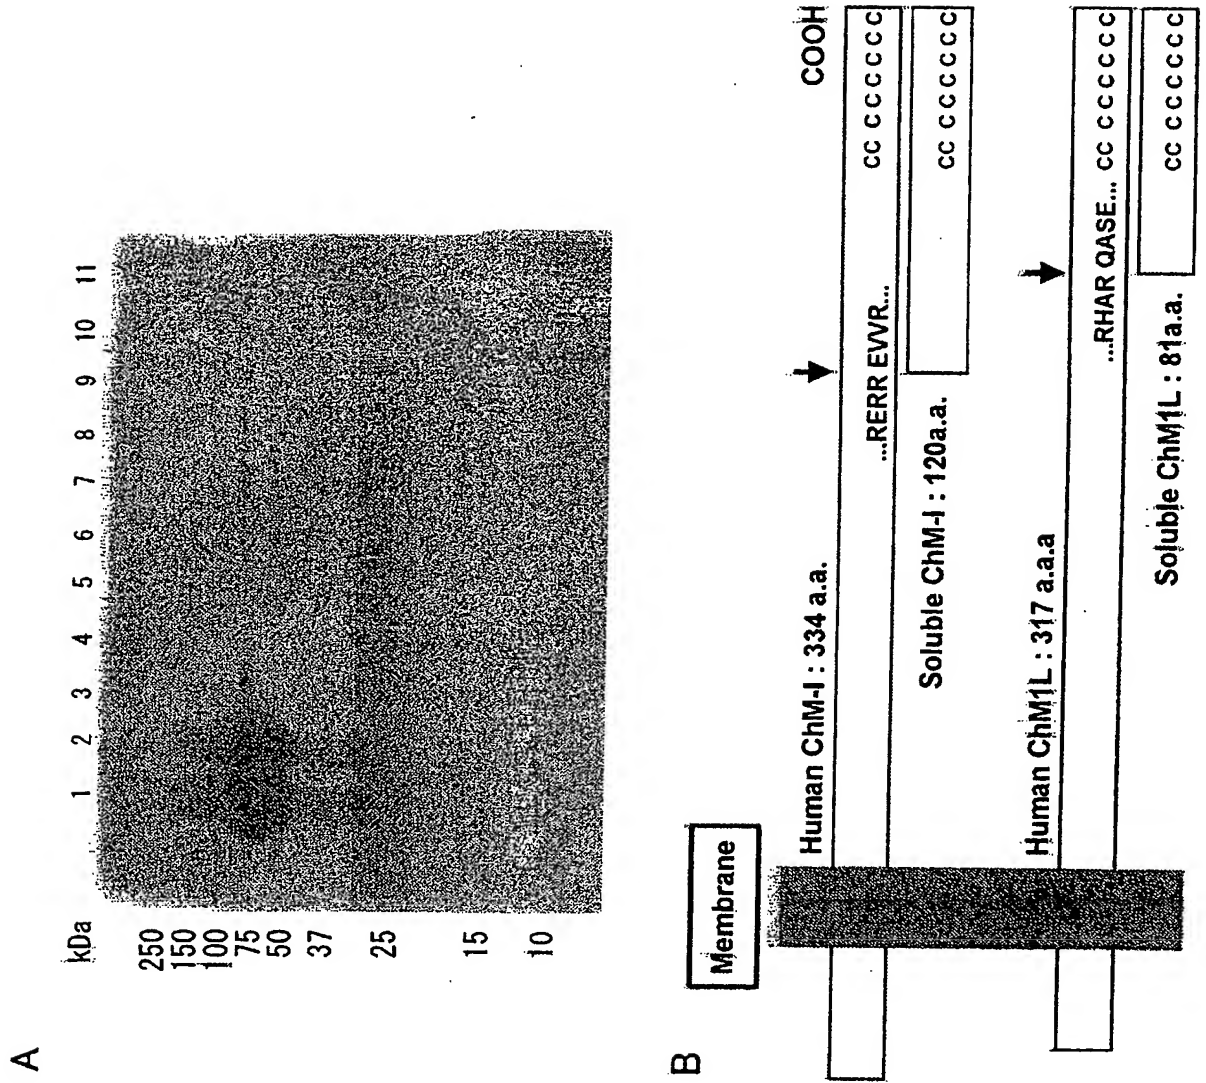 A
kDa
1 2 3 4 5 6 7 8 9 10 11
250
150
100
75
50
37
25
15
10
B
Membrane
Human ChM-I : 334 a.a.
COOH
...RERR EVVR...
CC CCCCCC
Soluble ChM-I : 120a.a.
CC CCCCCC
Human ChM1L : 317 a.a.a
...RHAR QASE... CC CCCCCC
Soluble ChM1L : 81a.a.
CC CCCCCC